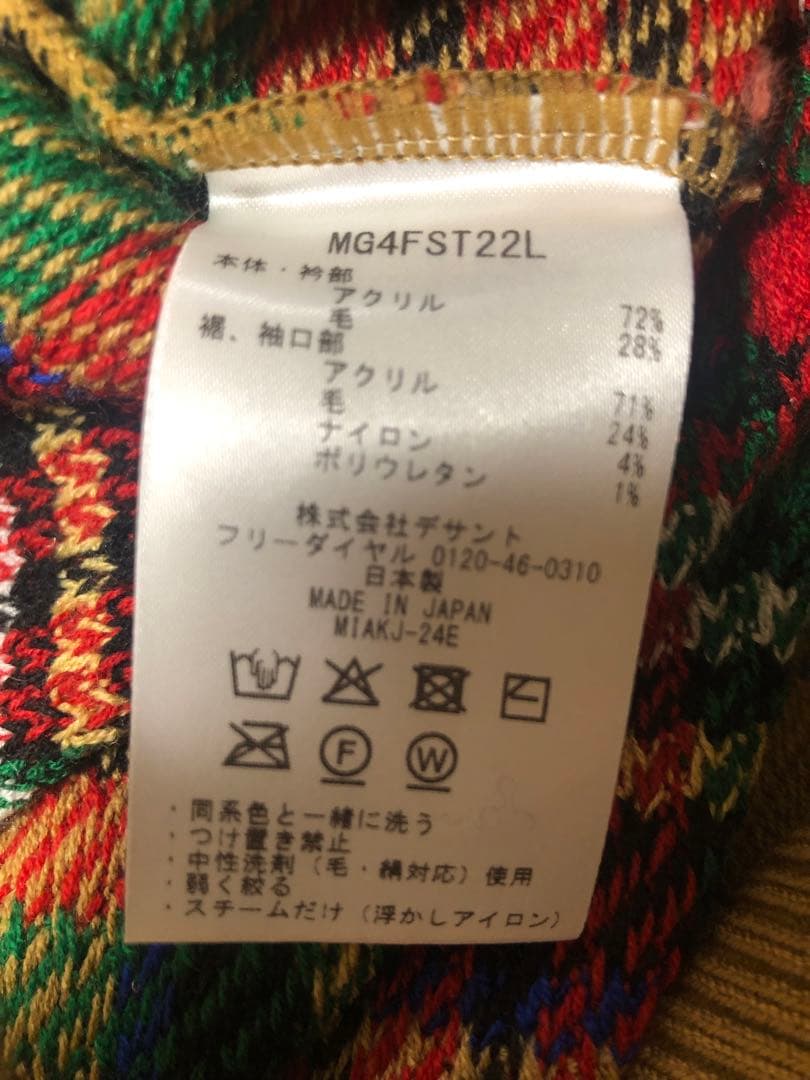 MG4FST22L
本体・衿部
アクリル 72%
毛 28%
裾、袖口部
アクリル 71%
毛 24%
ナイロン 4%
ポリウレタン 1%
株式会社デサント
フリーダイヤル 0120-46-0310
日本製
MADE IN JAPAN
MIAKJ-24E
F W
・同系色と一緒に洗う
・つけ置き禁止
・中性洗剤（毛・絹対応）使用
・弱く絞る
・スチームだけ（浮かしアイロン）